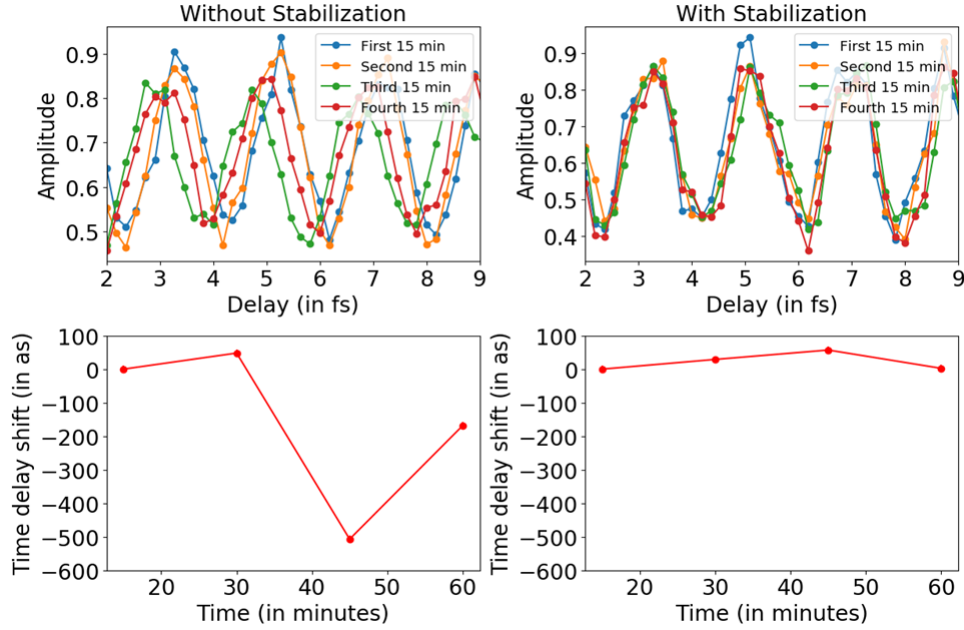 Without Stabilization
0.9
0.8
0.7
0.6
0.5
Amplitude
First 15 min
Second 15 min
Third 15 min
Fourth 15 min
2 3 4 5 6 7 8 9
Delay (in fs)
With Stabilization
0.9
0.8
0.7
0.6
0.5
0.4
Amplitude
First 15 min
Second 15 min
Third 15 min
Fourth 15 min
2 3 4 5 6 7 8 9
Delay (in fs)
100
0
−100
−200
−300
−400
−500
−600
Time delay shift (in as)
20 30 40 50 60
Time (in minutes)
100
0
−100
−200
−300
−400
−500
−600
Time delay shift (in as)
20 30 40 50 60
Time (in minutes)